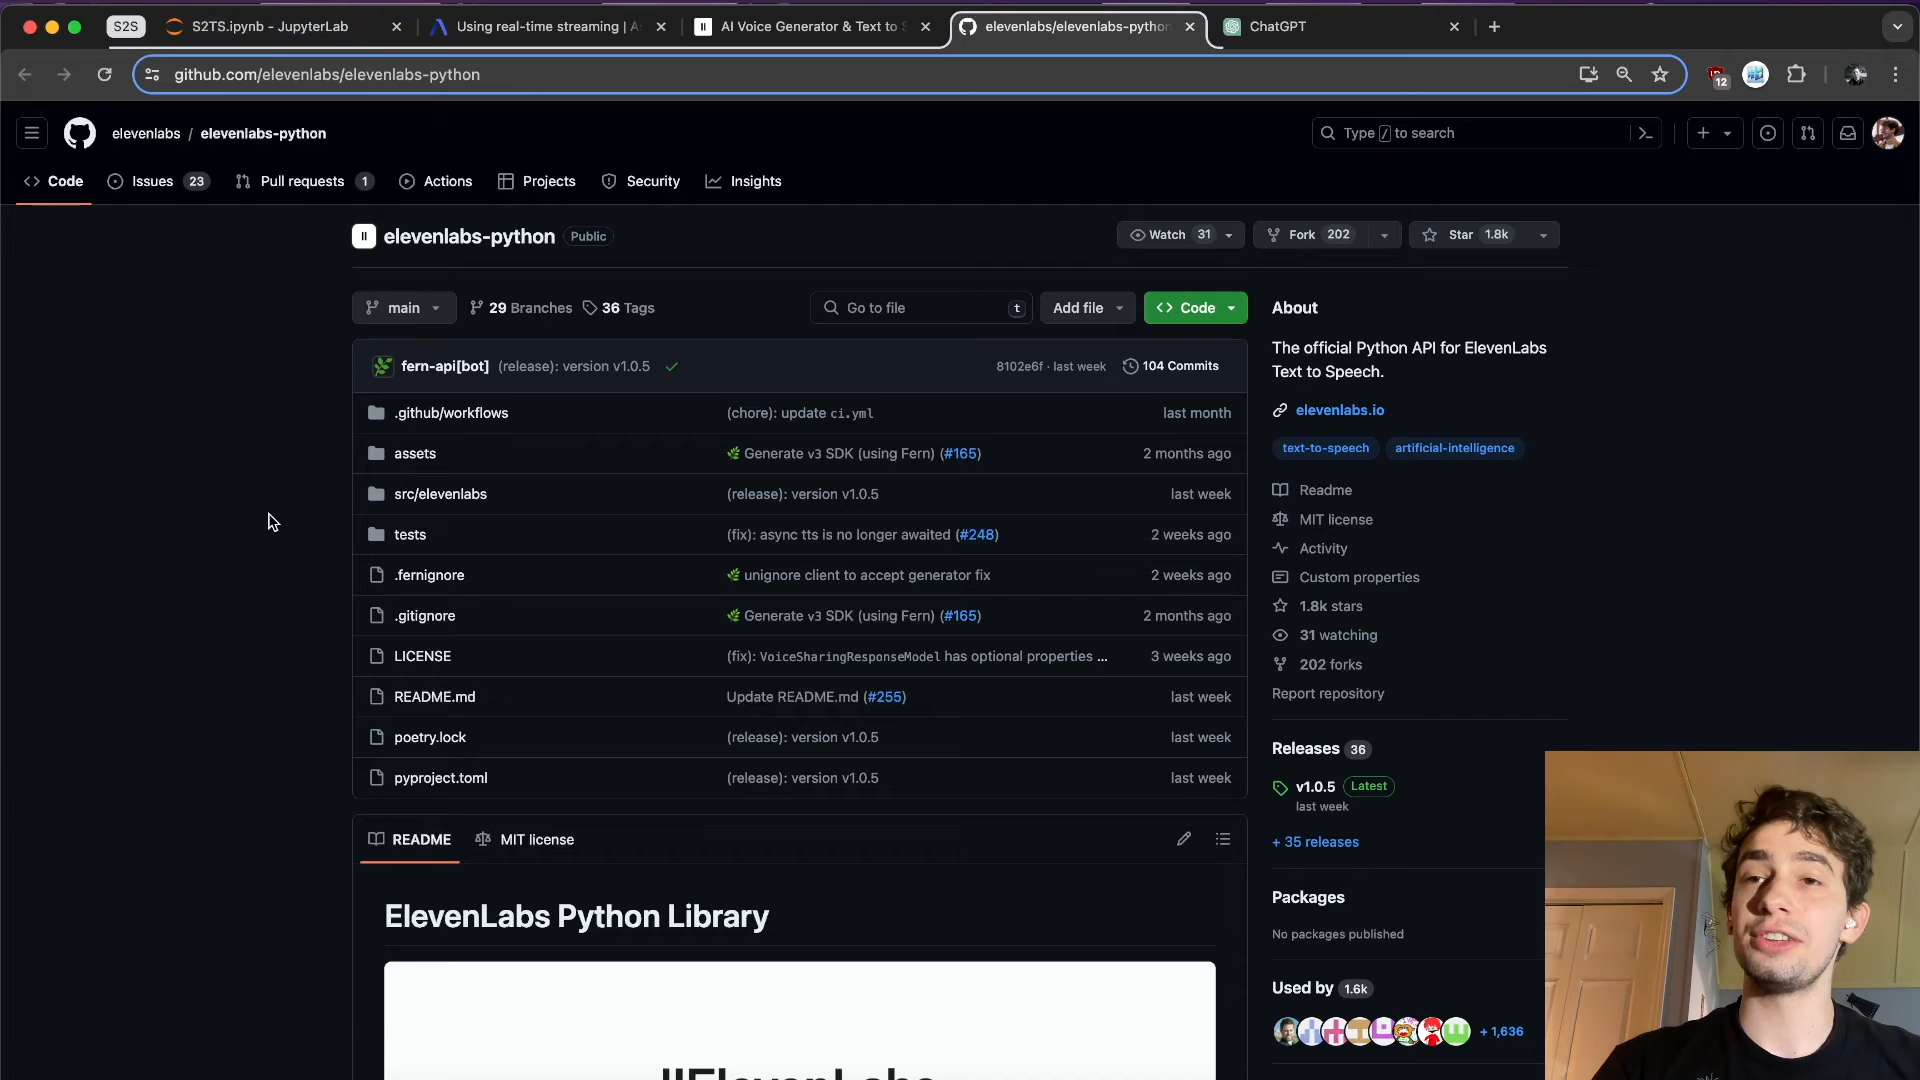 S2S
S2TS.ipynb - JupyterLab
Using real-time streaming | A
AI Voice Generator & Text to S
elevenlabs/elevenlabs-python
ChatGPT
github.com/elevenlabs/elevenlabs-python
12
elevenlabs / elevenlabs-python
Type / to search
Code
Issues 23
Pull requests 1
Actions
Projects
Security
Insights
elevenlabs-python Public
Watch 31
Fork 202
Star 1.8k
main
29 Branches
36 Tags
Go to file t
Add file
Code
fern-api[bot] (release): version v1.0.5
8102e6f · last week
104 Commits
.github/workflows (chore): update ci.yml last month
assets Generate v3 SDK (using Fern) (#165) 2 months ago
src/elevenlabs (release): version v1.0.5 last week
tests (fix): async tts is no longer awaited (#248) 2 weeks ago
.fernignore unignore client to accept generator fix 2 weeks ago
.gitignore Generate v3 SDK (using Fern) (#165) 2 months ago
LICENSE (fix): VoiceSharingResponseModel has optional properties ... 3 weeks ago
README.md Update README.md (#255) last week
poetry.lock (release): version v1.0.5 last week
pyproject.toml (release): version v1.0.5 last week
README
MIT license
ElevenLabs Python Library
IIElevenLabs
About
The official Python API for ElevenLabs
Text to Speech.
elevenlabs.io
text-to-speech
artificial-intelligence
Readme
MIT license
Activity
Custom properties
1.8k stars
31 watching
202 forks
Report repository
Releases 36
v1.0.5 Latest
last week
+ 35 releases
Packages
No packages published
Used by 1.6k
+ 1,636